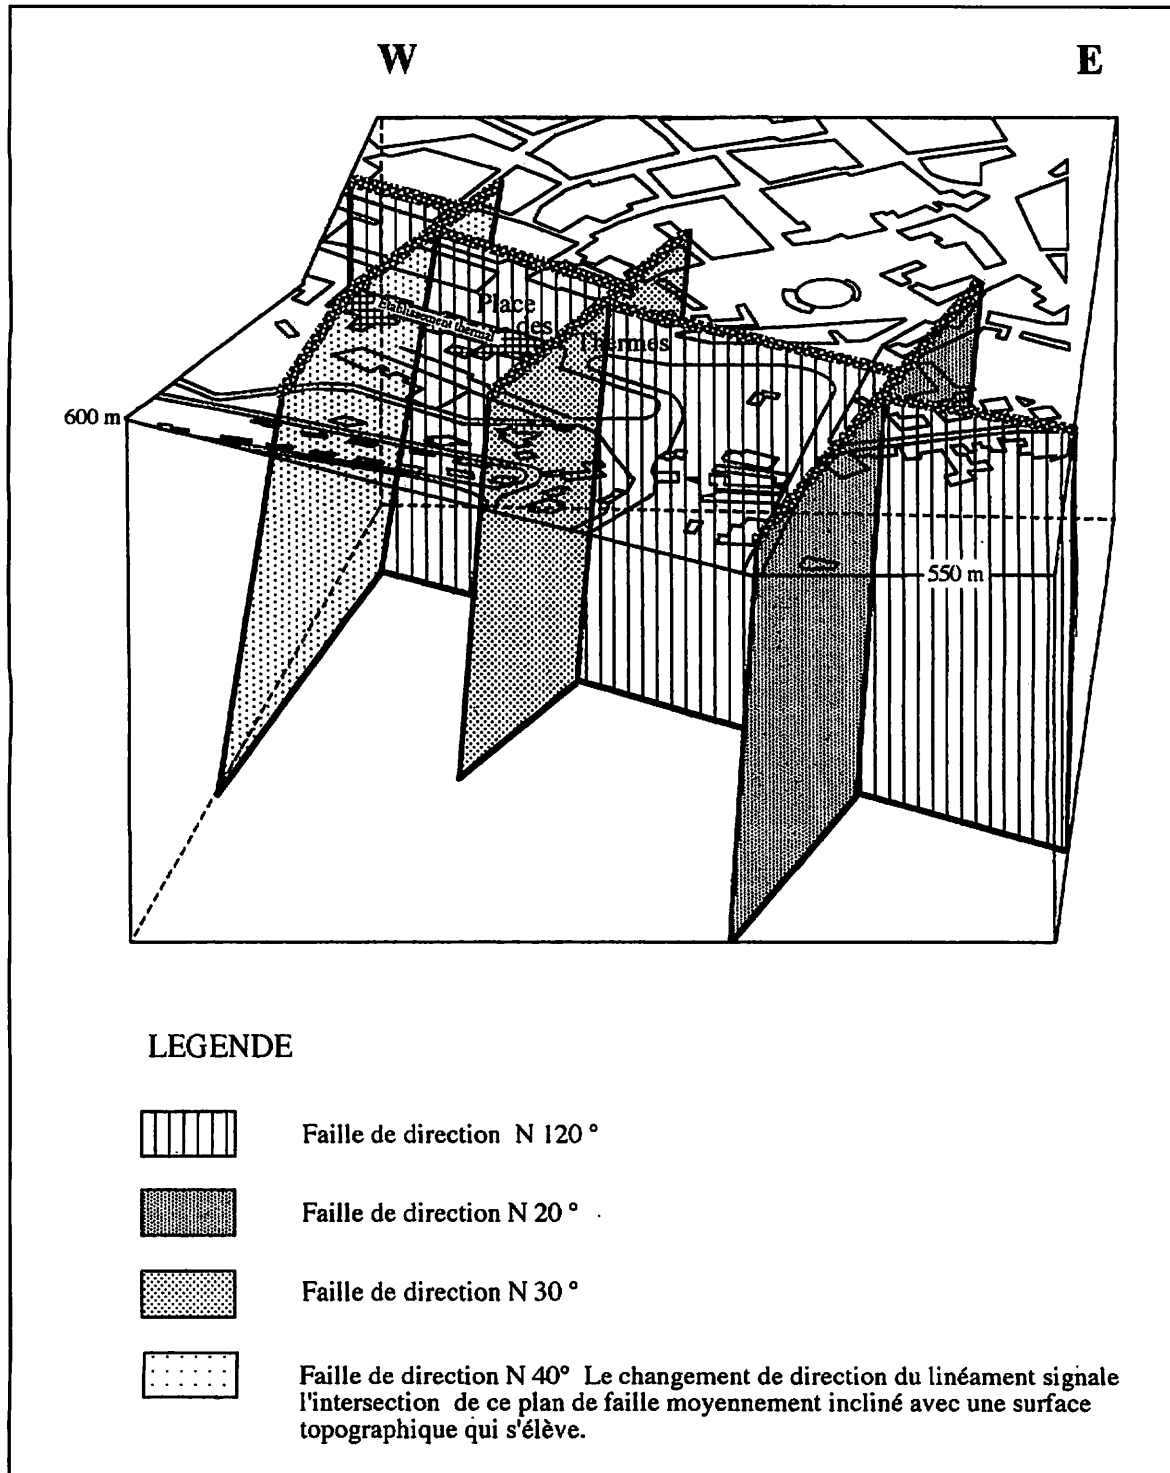 W
E
Place
Etablissement thermal
des
Thermes
600 m
550 m
LEGENDE
Faille de direction N 120 °
Faille de direction N 20 °
Faille de direction N 30 °
Faille de direction N 40° Le changement de direction du linéament signale
l'intersection de ce plan de faille moyennement incliné avec une surface
topographique qui s'élève.